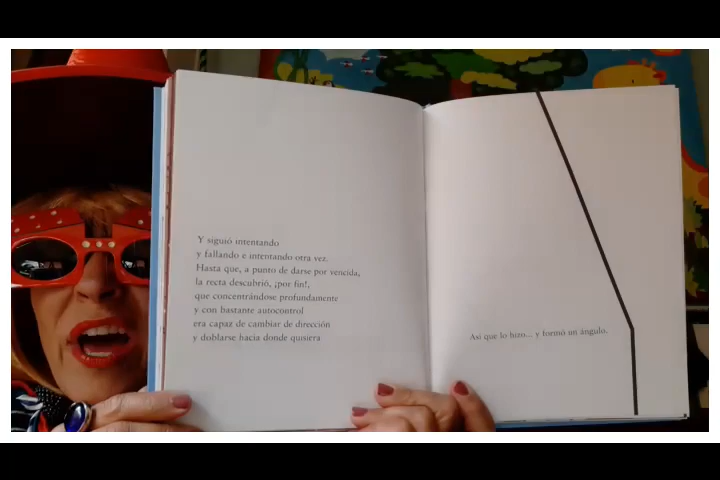 Y siguió intentando
y fallando e intentando otra vez.
Hasta que, a punto de darse por vencida,
la recta descubrió, ¡por fin!,
que concentrándose profundamente
y con bastante autocontrol
era capaz de cambiar de dirección
y doblarse hacia donde quisiera
Así que lo hizo... y formó un ángulo.